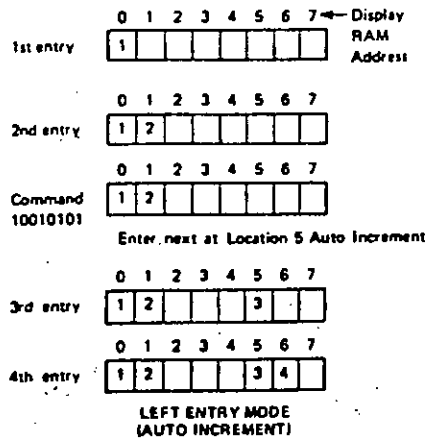 0 1 2 3 4 5 6 7 ← Display
RAM
Address
1st entry 1
0 1 2 3 4 5 6 7
2nd entry 1 2
0 1 2 3 4 5 6 7
Command 1 2
10010101
Enter next at Location 5 Auto Increment
0 1 2 3 4 5 6 7
3rd entry 1 2 3
0 1 2 3 4 5 6 7
4th entry 1 2 3 4
LEFT ENTRY MODE
(AUTO INCREMENT)